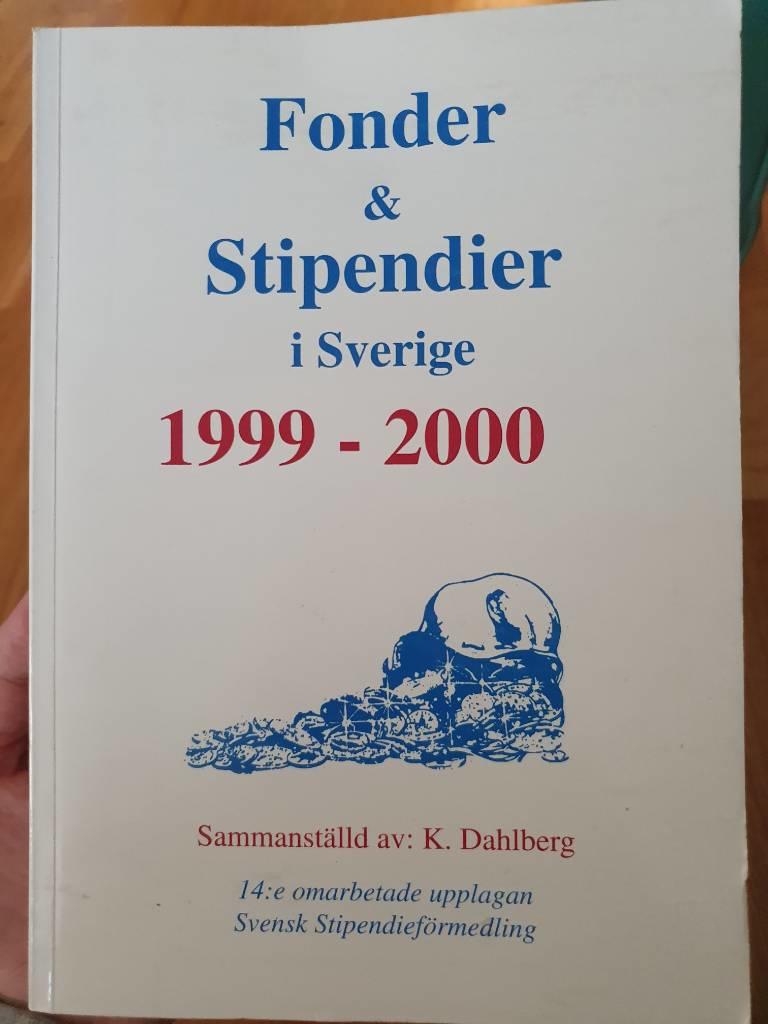 Fonder
&
Stipendier
i Sverige
1999 - 2000
Sammanställd av: K. Dahlberg
14:e omarbetade upplagan
Svensk Stipendieförmedling